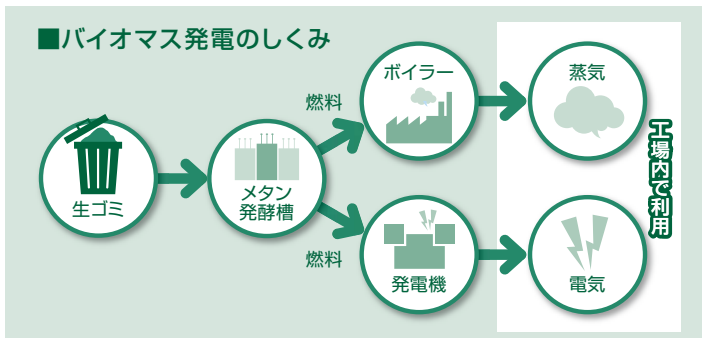 ■バイオマス発電のしくみ
生ゴミ
メタン
発酵槽
燃料
ボイラー
蒸気
燃料
発電機
電気
工場内で利用